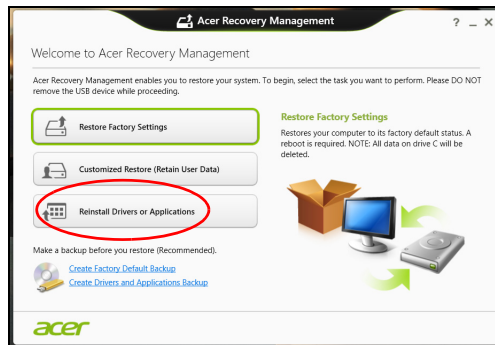 Acer Recovery Management
? _ X
Welcome to Acer Recovery Management
Acer Recovery Management enables you to restore your system. To begin, select the task you want to perform. Please DO NOT
remove the USB device while proceeding.
Restore Factory Settings
Customized Restore (Retain User Data)
Reinstall Drivers or Applications
Restore Factory Settings
Restores your computer to its factory default status. A
reboot is required. NOTE: All data on drive C will be
deleted.
Make a backup before you restore (Recommended).
Create Factory Default Backup
Create Drivers and Applications Backup
acer